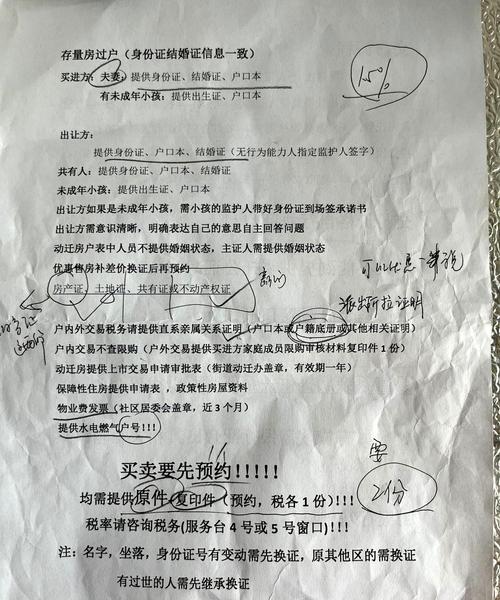 存量房过户（身份证结婚证信息一致）
15%
买进方：夫妻：提供身份证、结婚证、户口本
有未成年小孩：提供出生证、户口本
出让方：
提供身份证、户口本、结婚证（无行为能力人指定监护人签字）
共有人：提供身份证、户口本、结婚证
未成年小孩：提供出生证、户口本
出让方如果是未成年小孩，需小孩的监护人带好身份证到场签承诺书
出让方需意识清晰，明确表达自己的意思自主回答问题
动迁房户表中人员不提供婚姻状态，主证人需提供婚姻状态
优惠售房补差价换证后再预约
房产证、土地证、共有证或不动产权证
户内外交易税务请提供直系亲属关系证明（户口本或户籍底册或其相关证明）
户内交易不查限购（户外交易提供买进方家庭成员限购审核材料复印件1份）
动迁房提供上市交易申请审批表（街道动迁办盖章，有效期一年）
保障性住房提供申请表，政策性房屋资料
物业费发票（社区居委会盖章，近3个月）
提供水电燃气户号!!!
买卖要先预约!!!!!
要
均需提供原件复印件（预约，税各1份）!!!
2份
税率请咨询税务(服务台4号或5号窗口)!!!
注：名字，坐落，身份证号有变动需先换证，原其他区的需换证
有过世的人需先继承换证